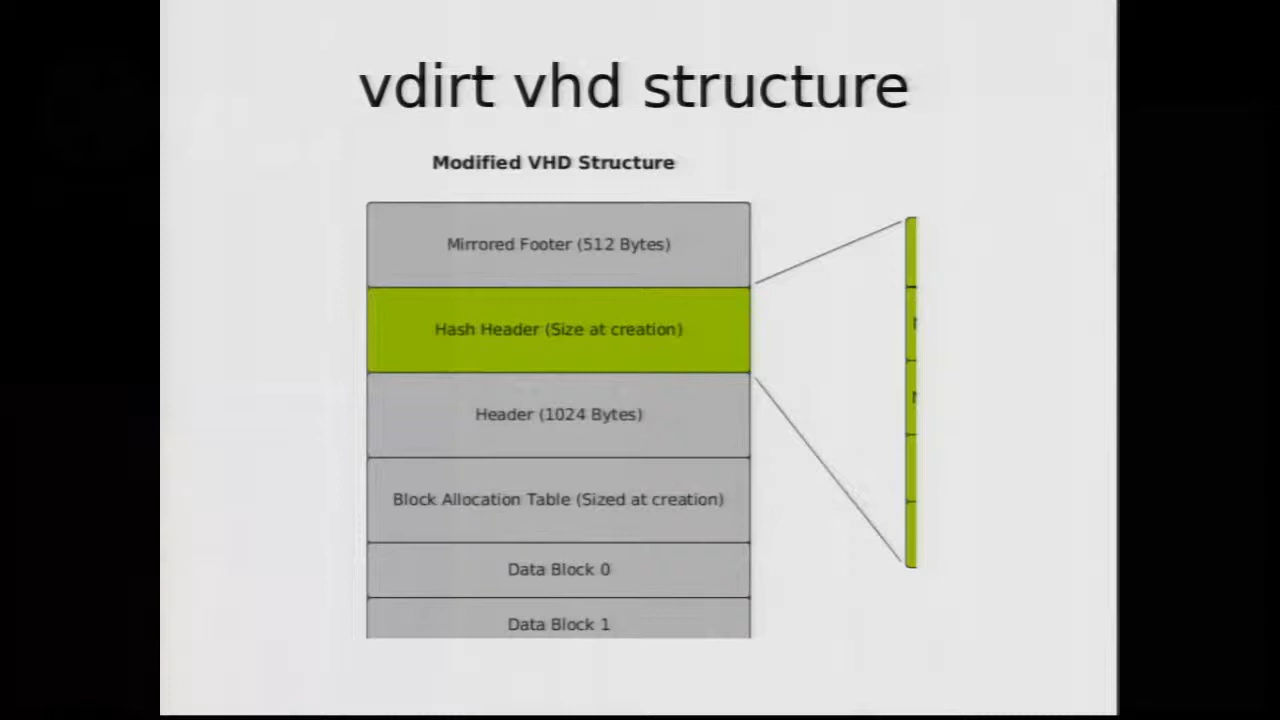 vdirt vhd structure
Modified VHD Structure
Mirrored Footer (512 Bytes)
Hash Header (Size at creation)
Header (1024 Bytes)
Block Allocation Table (Sized at creation)
Data Block 0
Data Block 1